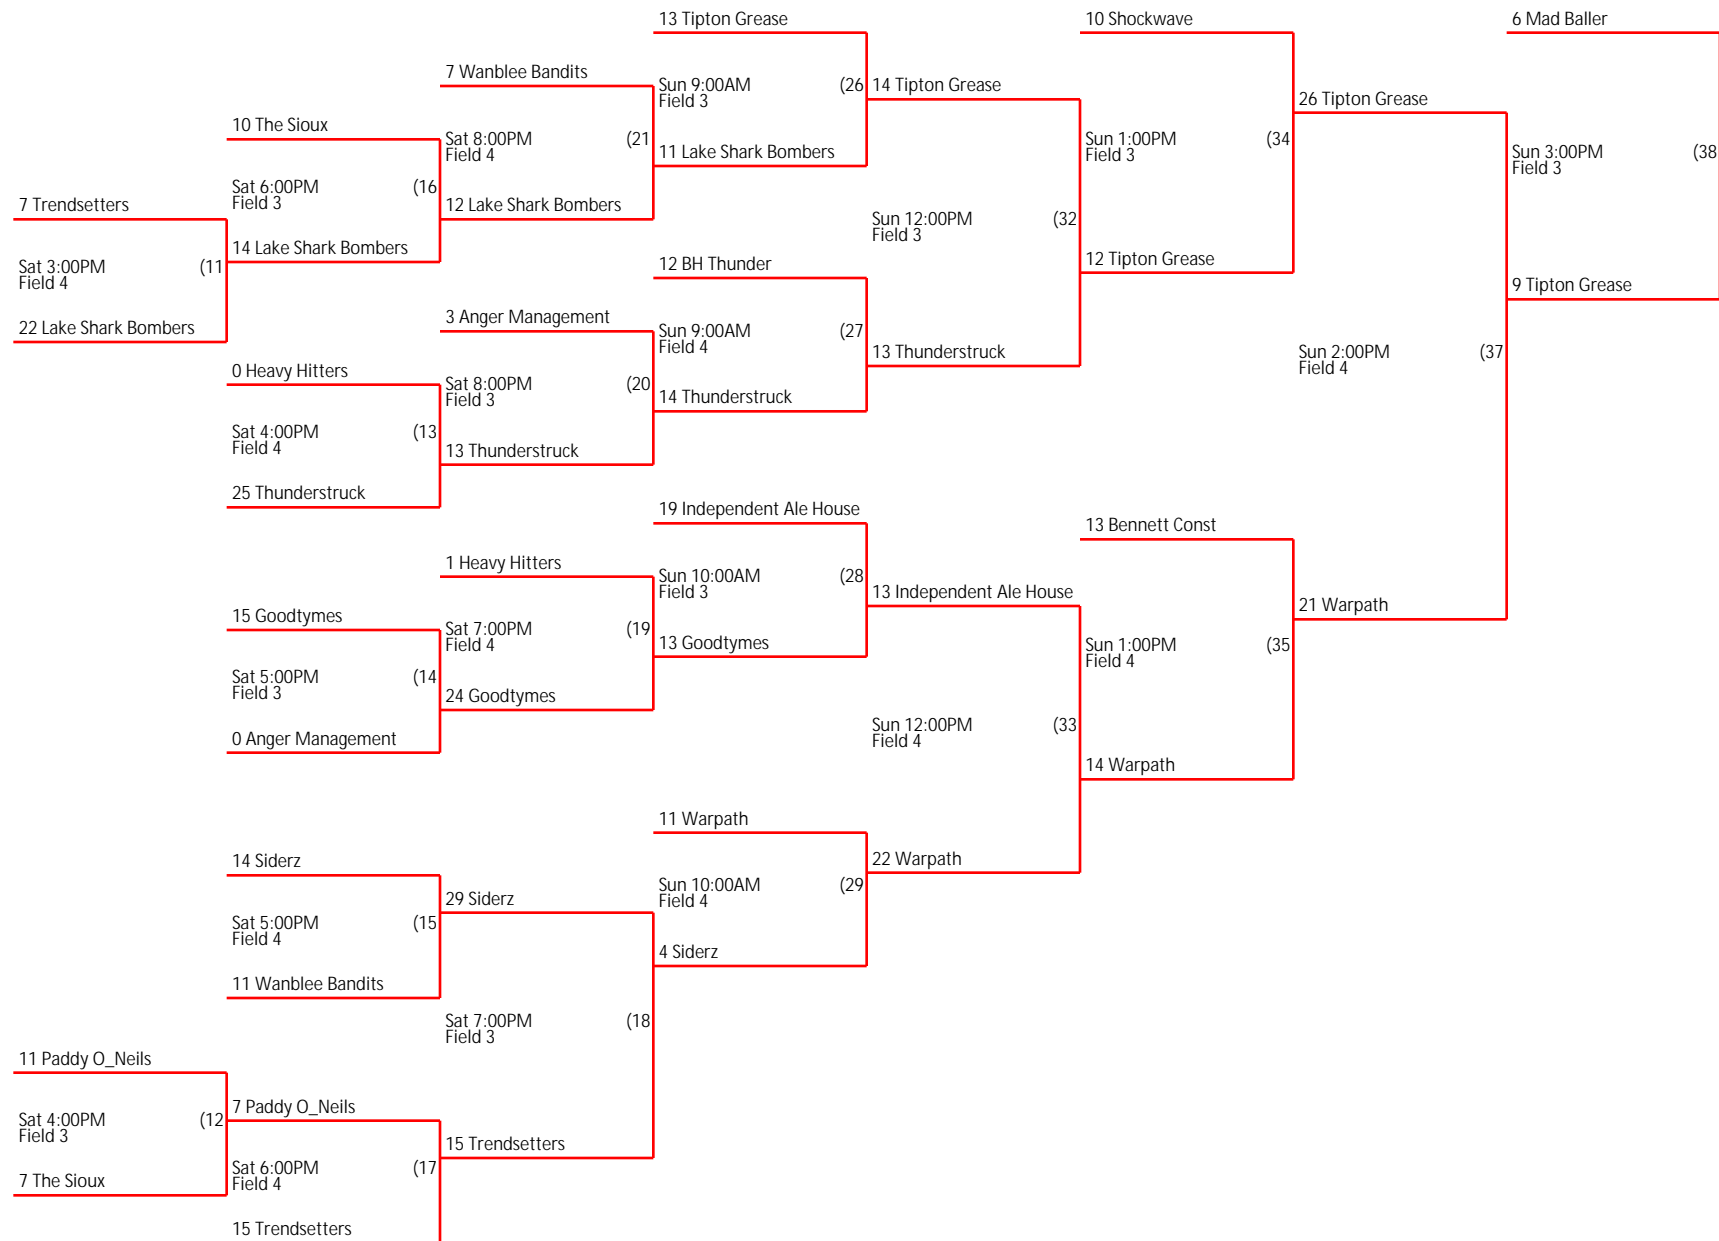 13 Tipton Grease
10 Shockwave
6 Mad Baller
7 Wanblee Bandits
Sun 9:00AM
Field 3
(26
14 Tipton Grease
26 Tipton Grease
10 The Sioux
Sat 8:00PM
Field 4
(21
11 Lake Shark Bombers
Sun 1:00PM
Field 3
(34
Sun 3:00PM
Field 3
(38
Sat 6:00PM
Field 3
(16
12 Lake Shark Bombers
7 Trendsetters
Sun 12:00PM
Field 3
(32
14 Lake Shark Bombers
12 Tipton Grease
Sat 3:00PM
Field 4
(11
12 BH Thunder
9 Tipton Grease
22 Lake Shark Bombers
3 Anger Management
Sun 9:00AM
Field 4
(27
13 Thunderstruck
Sun 2:00PM
Field 4
(37
0 Heavy Hitters
Sat 8:00PM
Field 3
(20
14 Thunderstruck
Sat 4:00PM
Field 4
(13
13 Thunderstruck
25 Thunderstruck
19 Independent Ale House
13 Bennett Const
1 Heavy Hitters
Sun 10:00AM
Field 3
(28
13 Independent Ale House
21 Warpath
15 Goodtymes
Sat 7:00PM
Field 4
(19
13 Goodtymes
Sun 1:00PM
Field 4
(35
Sat 5:00PM
Field 3
(14
24 Goodtymes
0 Anger Management
Sun 12:00PM
Field 4
(33
14 Warpath
11 Warpath
14 Siderz
22 Warpath
29 Siderz
Sun 10:00AM
Field 4
(29
Sat 5:00PM
Field 4
(15
4 Siderz
11 Wanblee Bandits
Sat 7:00PM
Field 3
(18
11 Paddy O_Neils
7 Paddy O_Neils
Sat 4:00PM
Field 3
(12
15 Trendsetters
7 The Sioux
Sat 6:00PM
Field 4
(17
15 Trendsetters